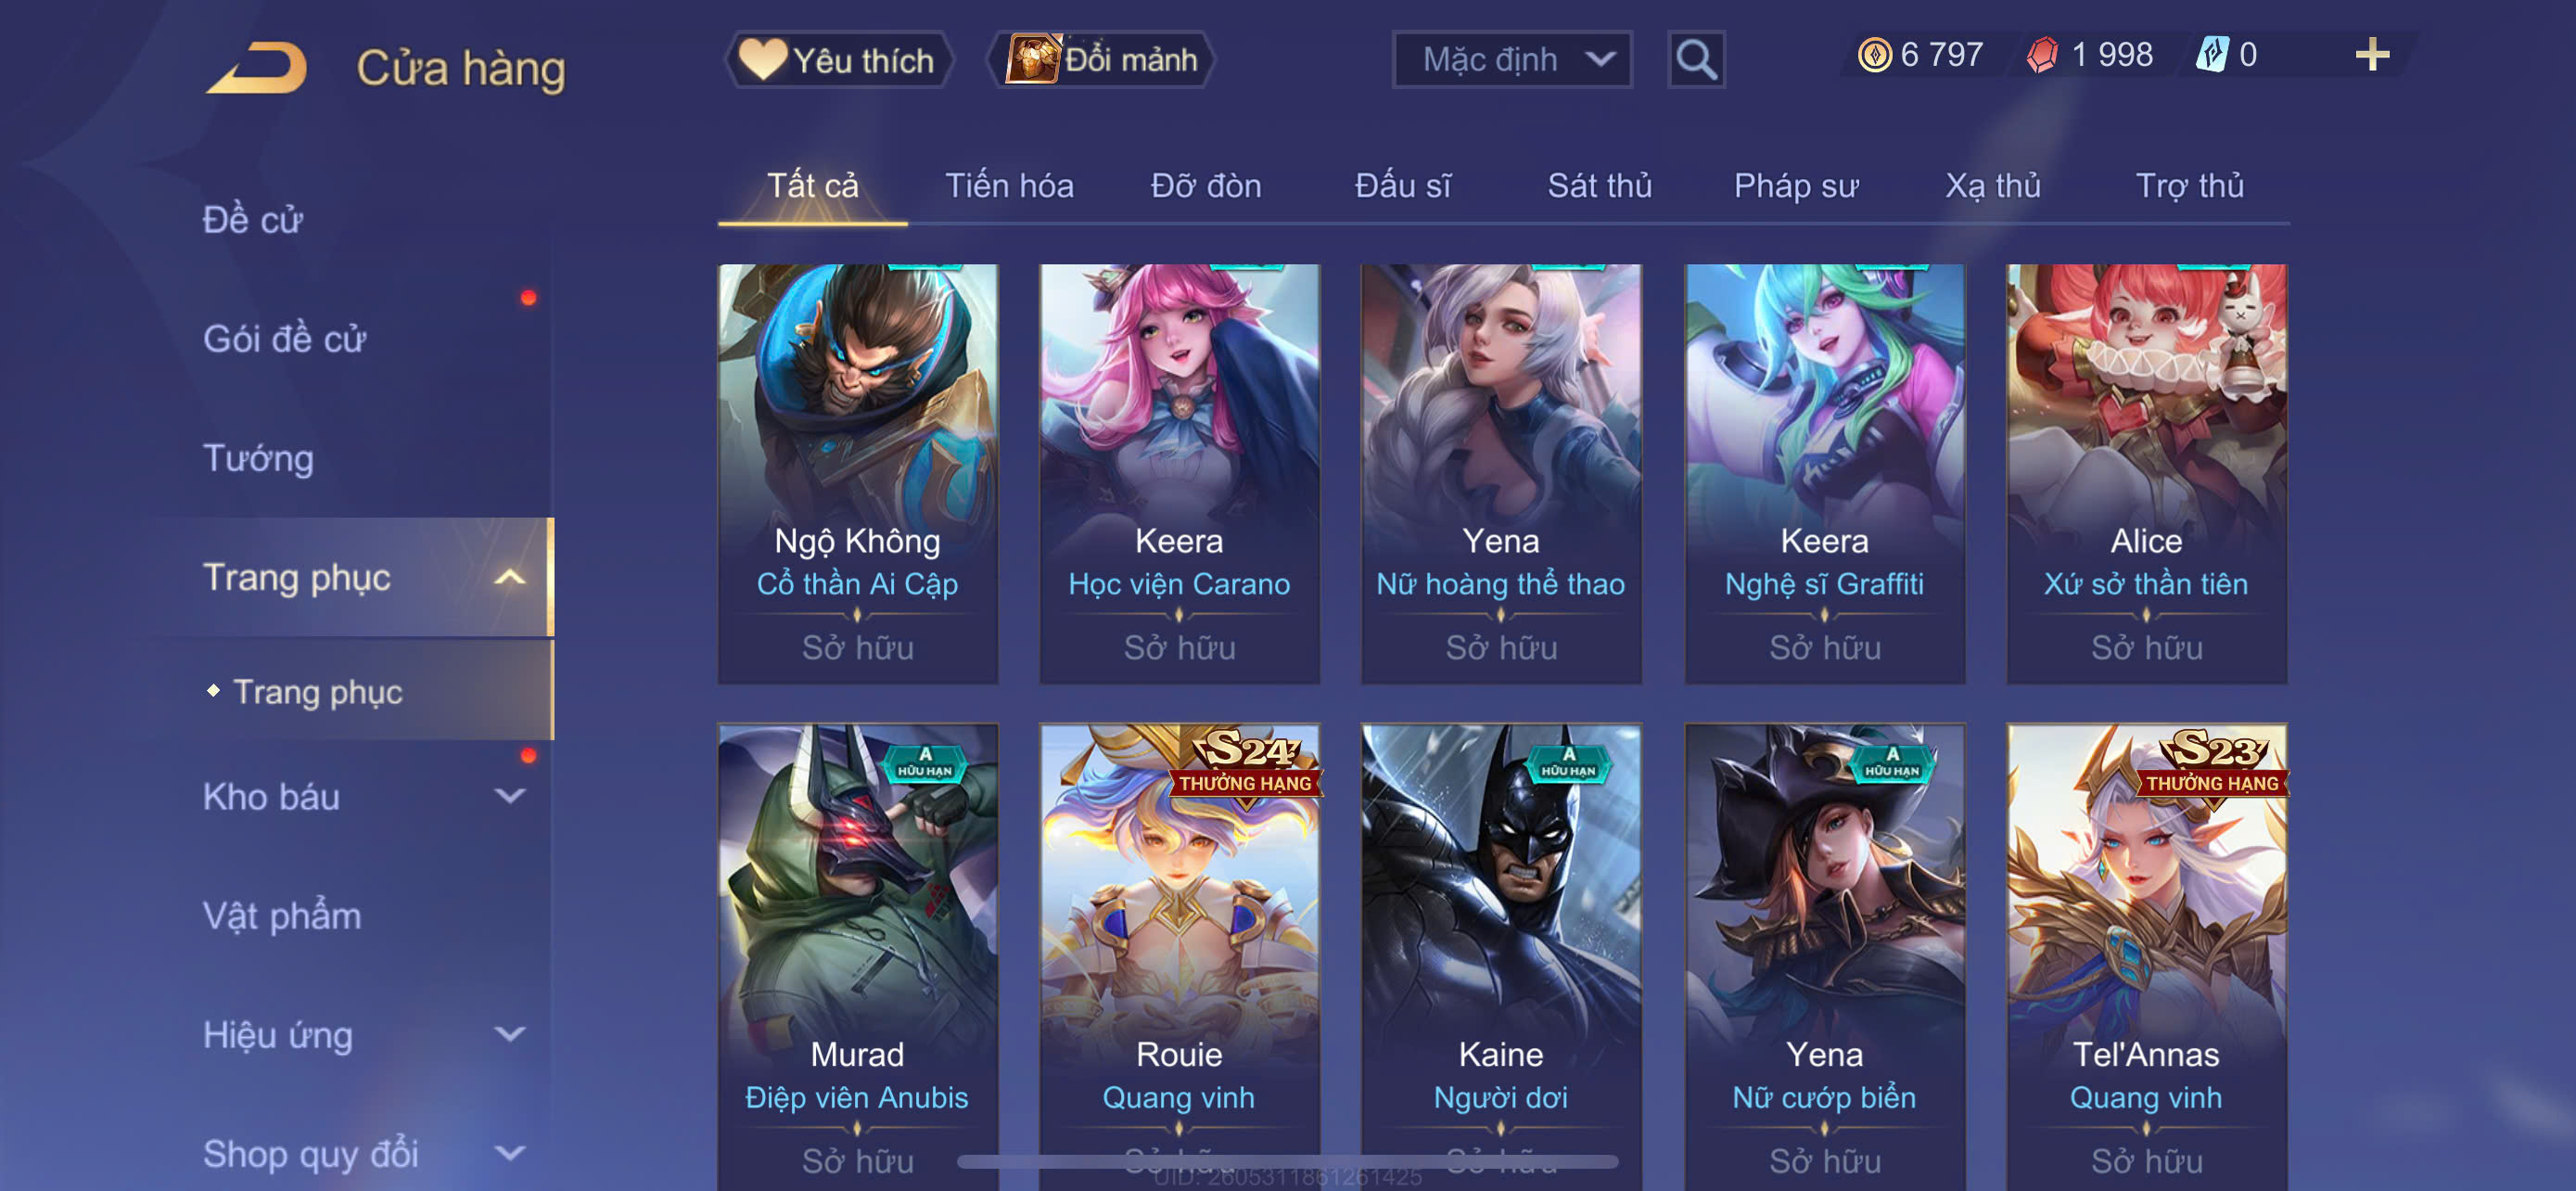 Cửa hàng
Yêu thích
Đổi mảnh
Mặc định
6 797
1 998
0
Đề cử
Gói đề cử
Tướng
Trang phục
Trang phục
Kho báu
Vật phẩm
Hiệu ứng
Shop quy đổi
Tất cả
Tiến hóa
Đỡ đòn
Đấu sĩ
Sát thủ
Pháp sư
Xạ thủ
Trợ thủ
Ngộ Không
Cổ thần Ai Cập
Sở hữu
Keera
Học viện Carano
Sở hữu
Yena
Nữ hoàng thể thao
Sở hữu
Keera
Nghệ sĩ Graffiti
Sở hữu
Alice
Xứ sở thần tiên
Sở hữu
A
HỮU HẠN
Murad
Điệp viên Anubis
Sở hữu
S24
THƯỞNG HẠNG
Rouie
Quang vinh
Sở hữu
A
HỮU HẠN
Kaine
Người dơi
Sở hữu
A
HỮU HẠN
Yena
Nữ cướp biển
Sở hữu
S23
THƯỞNG HẠNG
Tel'Annas
Quang vinh
Sở hữu
UID: 2605311861261425